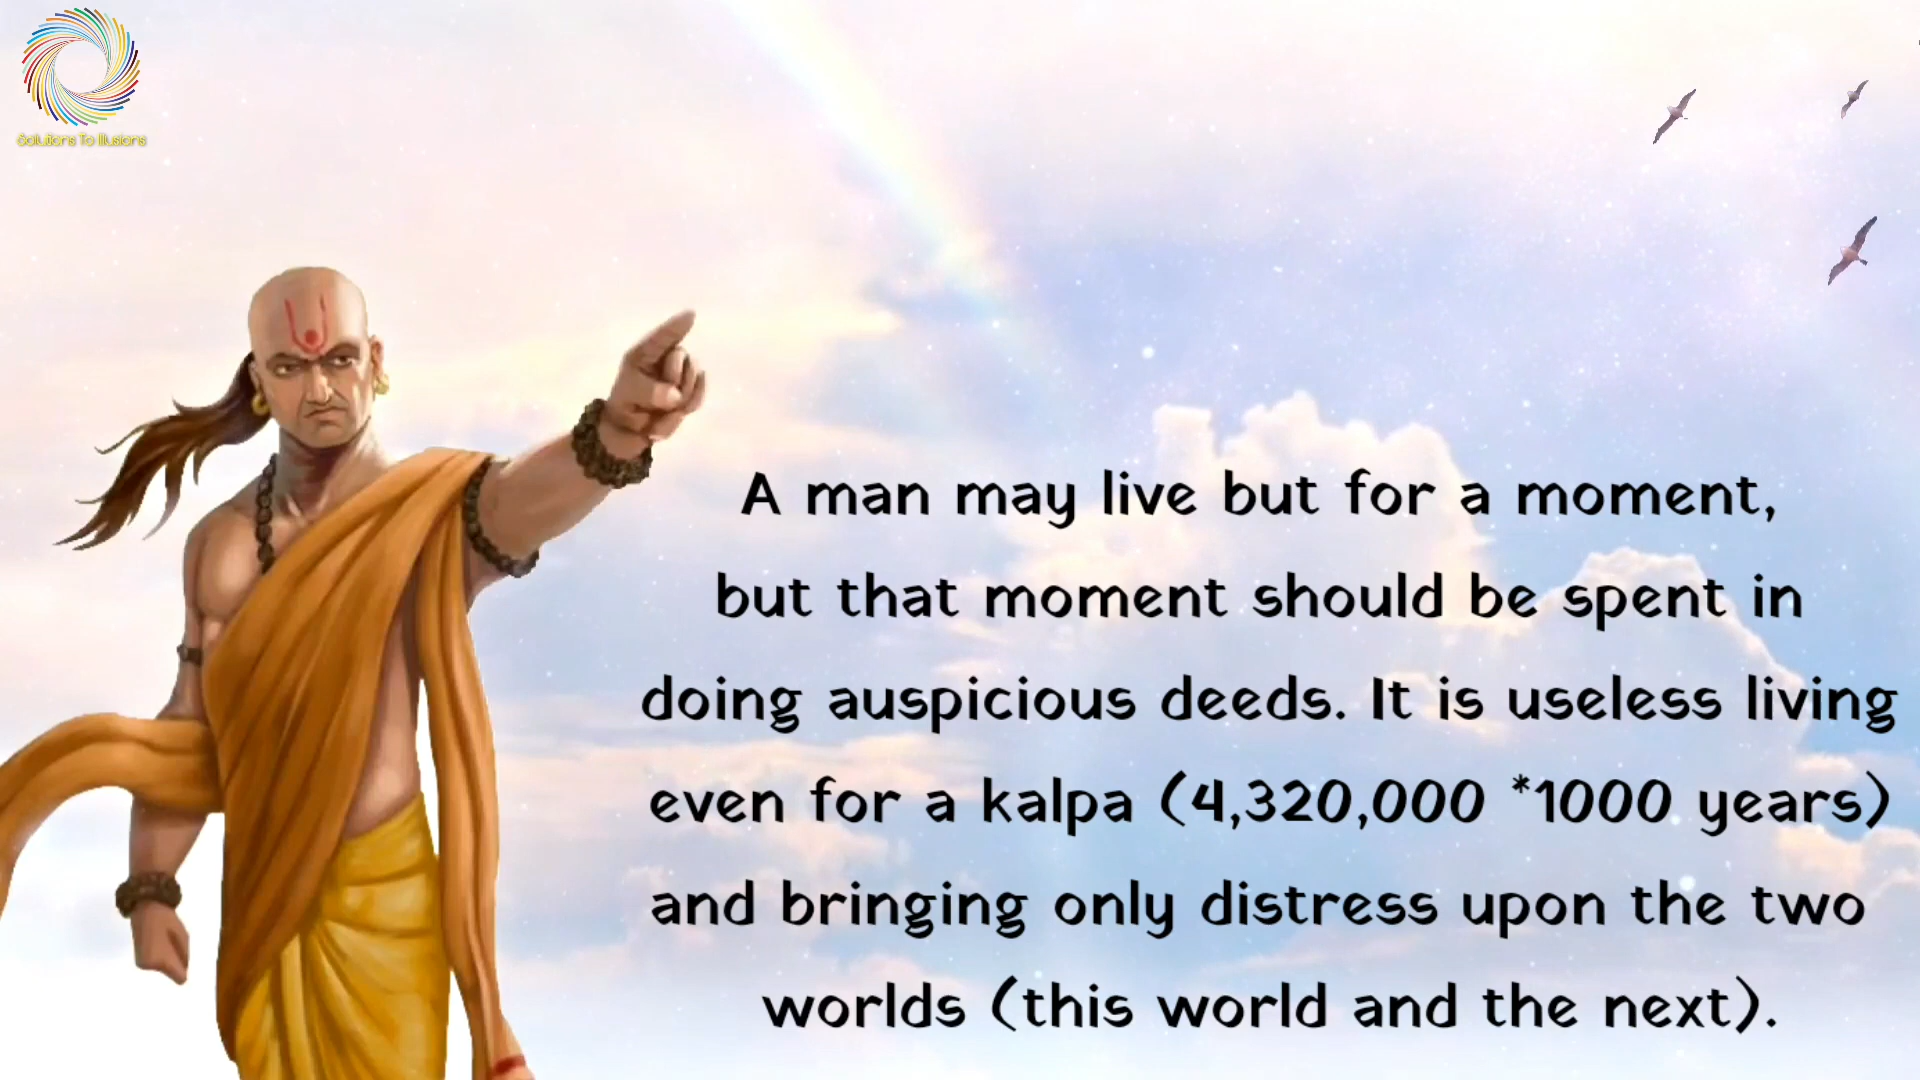 Solutions To Illusions
A man may live but for a moment,
but that moment should be spent in
doing auspicious deeds. It is useless living
even for a kalpa (4,320,000 *1000 years)
and bringing only distress upon the two
worlds (this world and the next).